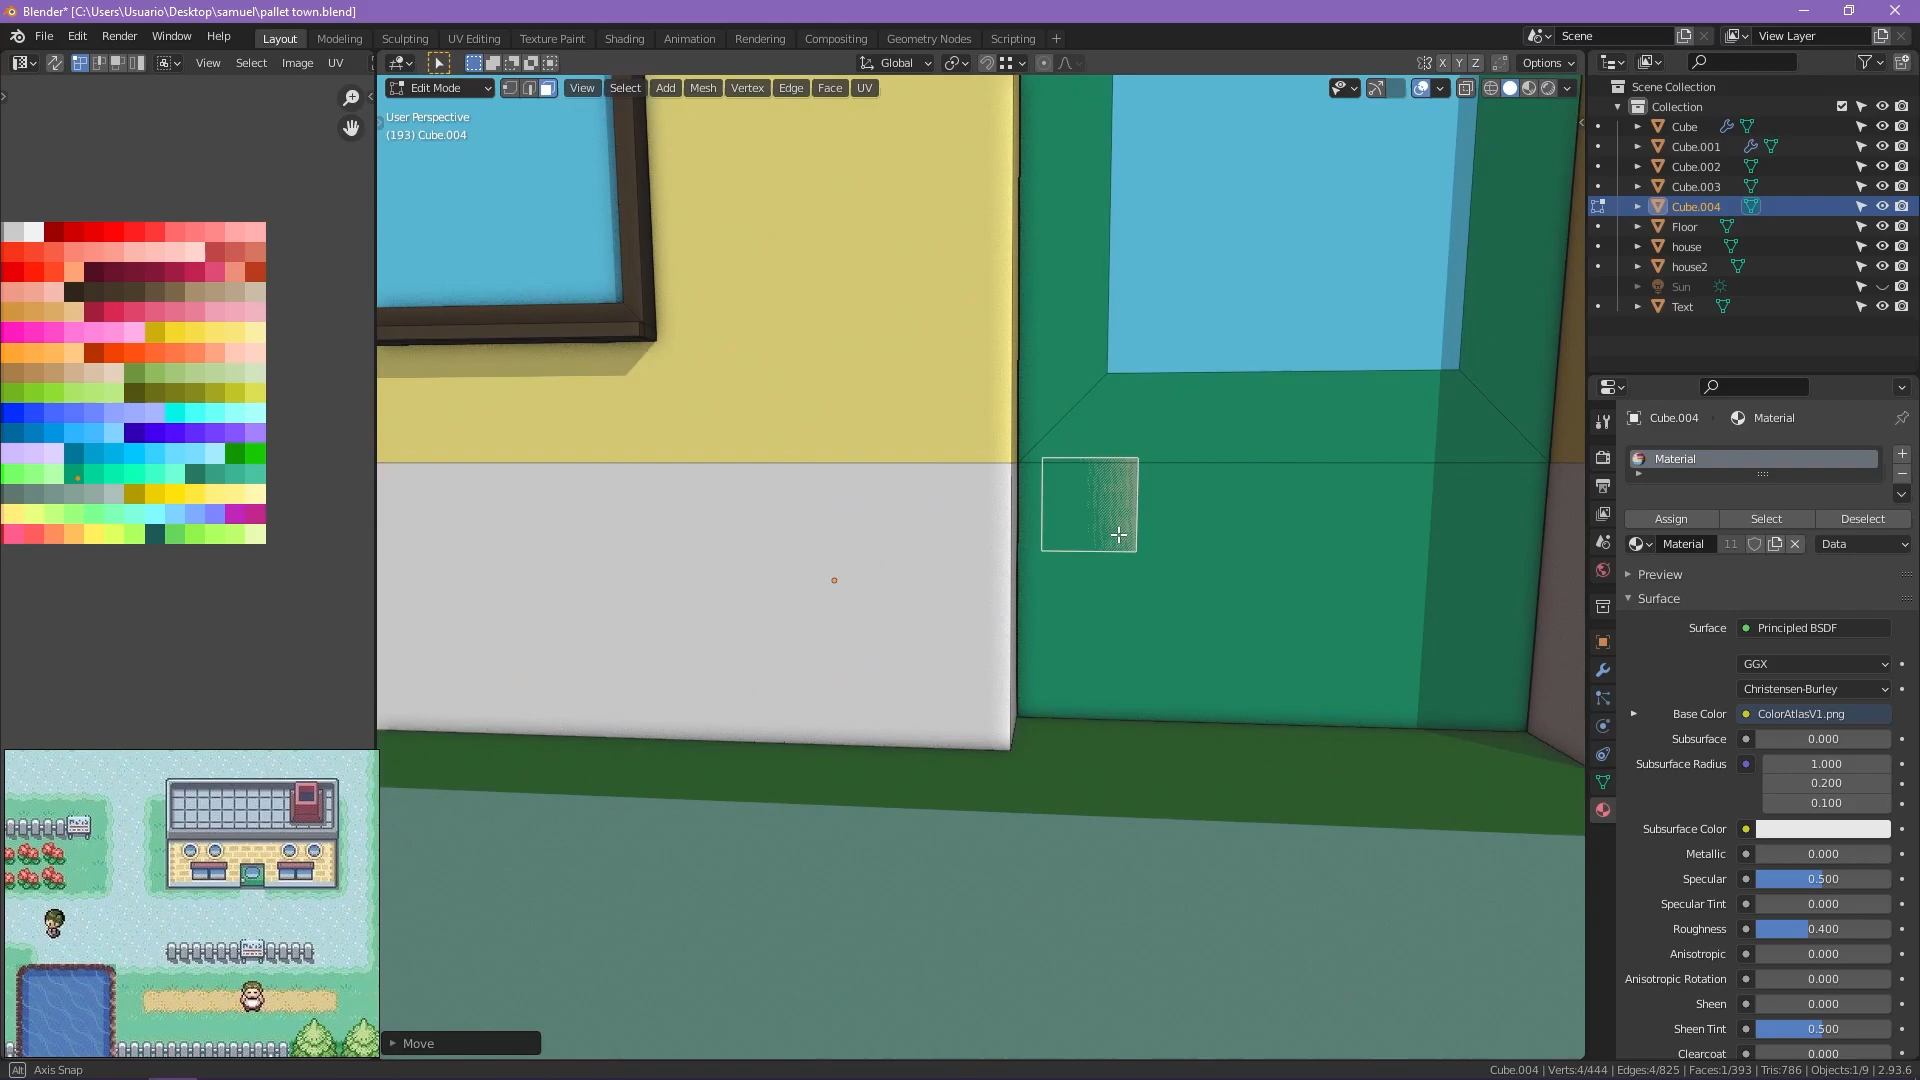 Blender* [C:\Users\Usuario\Desktop\samuel\pallet town.blend]
File Edit Render Window Help
Layout Modeling Sculpting UV Editing Texture Paint Shading Animation Rendering Compositing Geometry Nodes Scripting +
Scene View Layer
View Select Image UV
Global X Y Z Options
Edit Mode View Select Add Mesh Vertex Edge Face UV
User Perspective
(193) Cube.004
Scene Collection
Collection
Cube
Cube.001
Cube.002
Cube.003
Cube.004
Floor
house
house2
Sun
Text
Cube.004 Material
Material
Assign Select Deselect
Material 11 Data
Preview
Surface
Surface Principled BSDF
GGX
Christensen-Burley
Base Color ColorAtlasV1.png
Subsurface 0.000
Subsurface Radius 1.000
0.200
0.100
Subsurface Color
Metallic 0.000
Specular 0.500
Specular Tint 0.000
Roughness 0.400
Anisotropic 0.000
Anisotropic Rotation 0.000
Sheen 0.000
Sheen Tint 0.500
Clearcoat 0.000
Move
Alt Axis Snap
Cube.004 | Verts:4/444 | Edges:4/825 | Faces:1/393 | Tris:786 | Objects:1/9 | 2.93.6